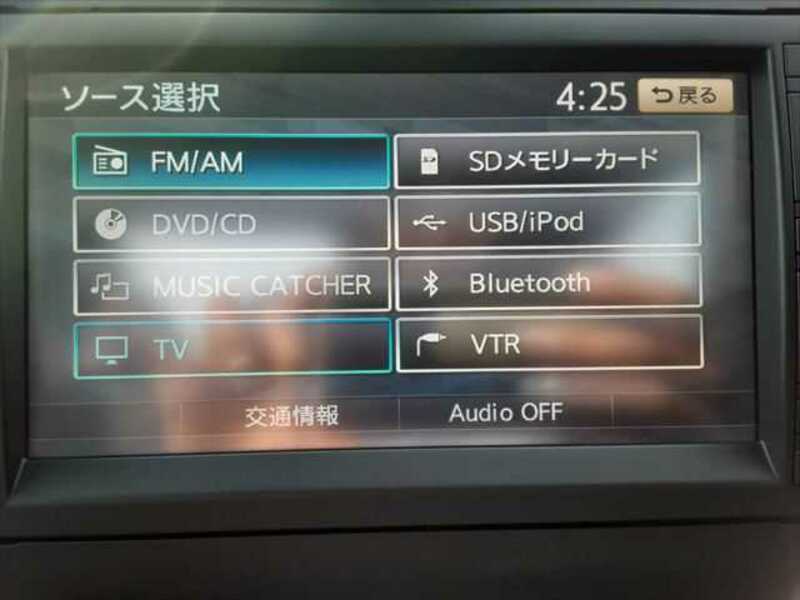 ソース選択
4:25
戻る
FM/AM
SDメモリーカード
DVD/CD
USB/iPod
MUSIC CATCHER
Bluetooth
TV
VTR
交通情報
Audio OFF